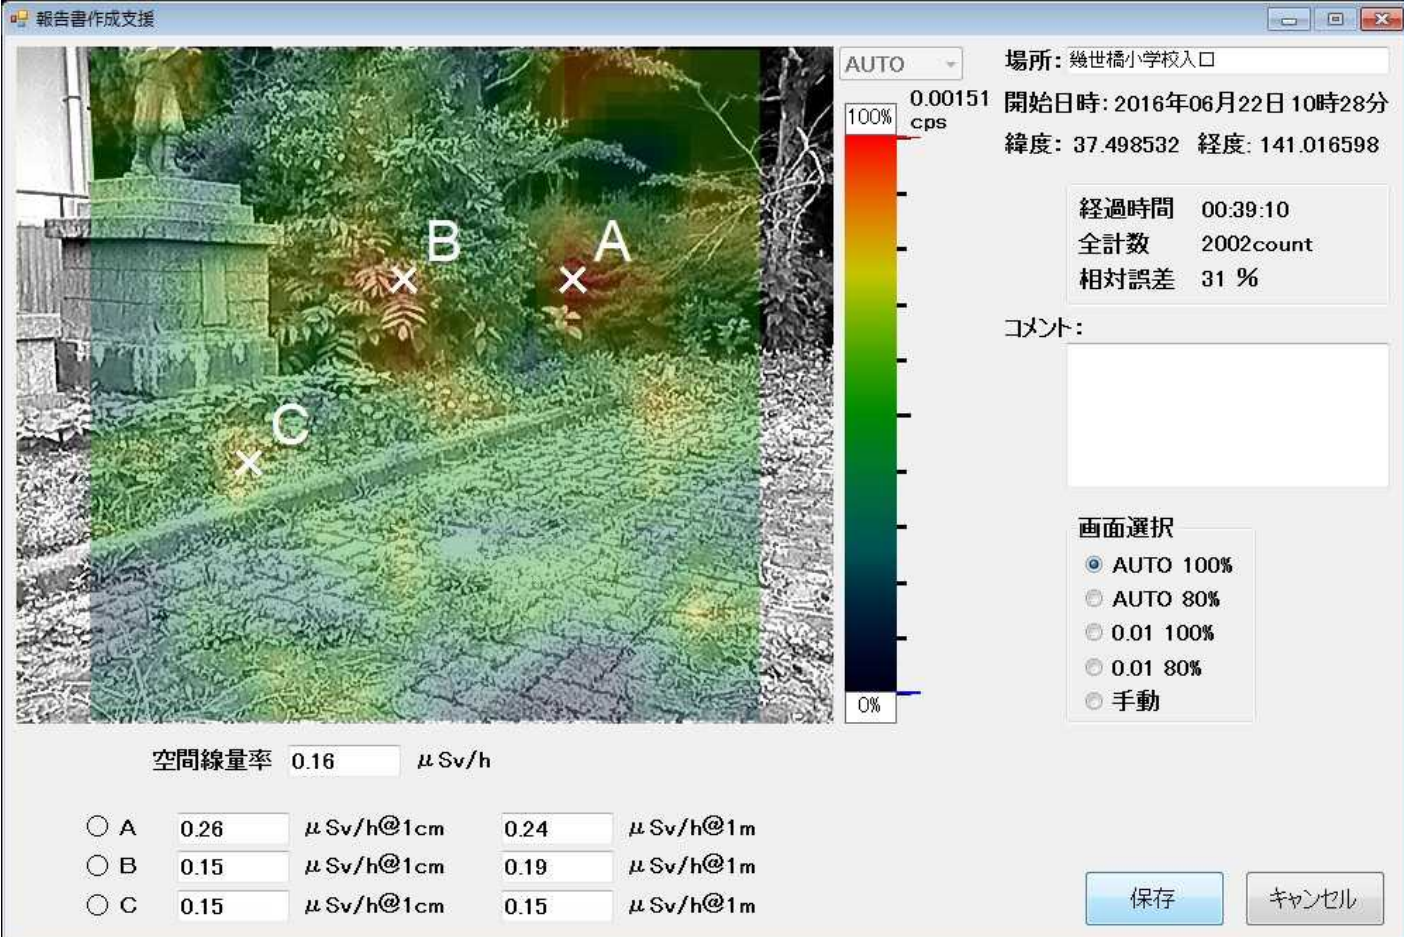 報告書作成支援
AUTO
100%
0.00151
cps
0%
B
A
C
場所: 幾世橋小学校入口
開始日時: 2016年06月22日 10時28分
緯度: 37.498532 経度: 141.016598
経過時間 00:39:10
全計数 2002count
相対誤差 31 %
コメント:
画面選択
AUTO 100%
AUTO 80%
0.01 100%
0.01 80%
手動
空間線量率 0.16 μSv/h
A 0.26 μSv/h@1cm 0.24 μSv/h@1m
B 0.15 μSv/h@1cm 0.19 μSv/h@1m
C 0.15 μSv/h@1cm 0.15 μSv/h@1m
保存 キャンセル